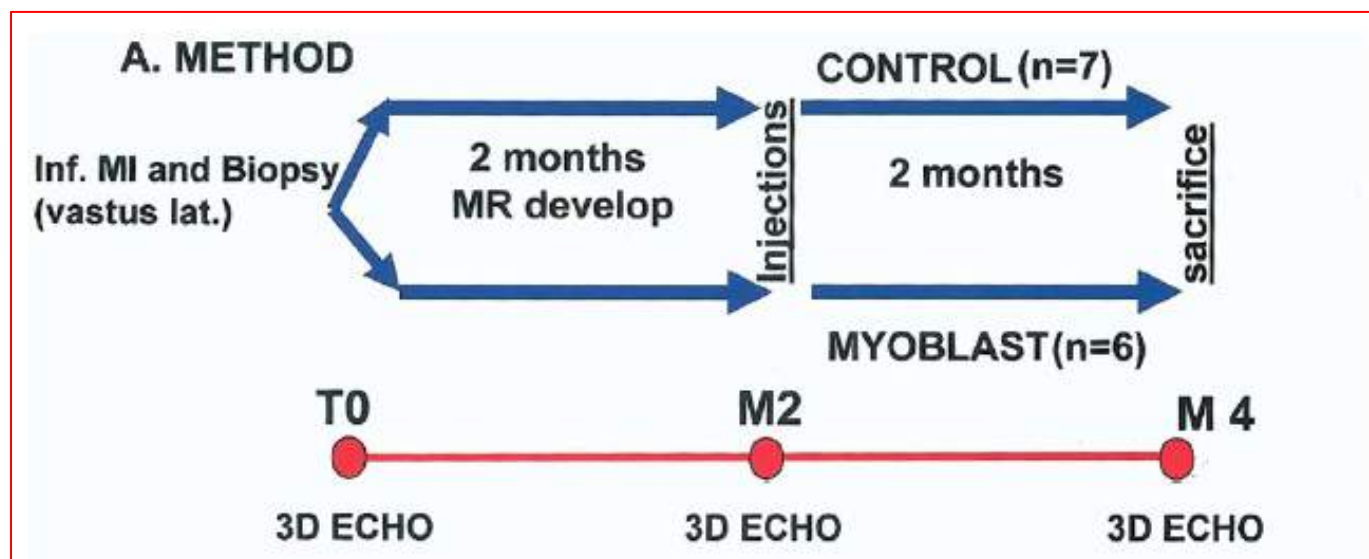 A. METHOD
CONTROL (n=7)
Inf. MI and Biopsy
(vastus lat.)
2 months
MR develop
Injections
2 months
sacrifice
MYOBLAST (n=6)
T0
M2
M 4
3D ECHO
3D ECHO
3D ECHO